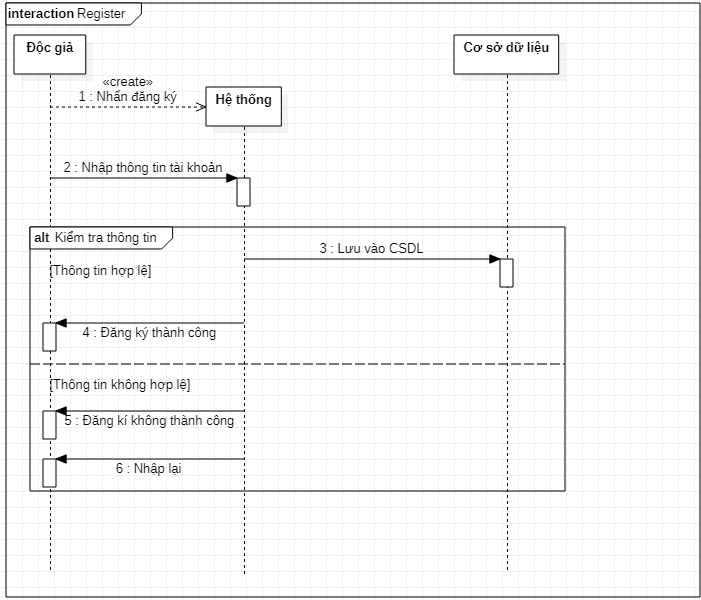 interaction Register
Độc giả
Cơ sở dữ liệu
«create»
1 : Nhấn đăng ký
Hệ thống
2 : Nhập thông tin tài khoản
alt Kiểm tra thông tin
3 : Lưu vào CSDL
[Thông tin hợp lệ]
4 : Đăng ký thành công
[Thông tin không hợp lệ]
5 : Đăng kí không thành công
6 : Nhập lại